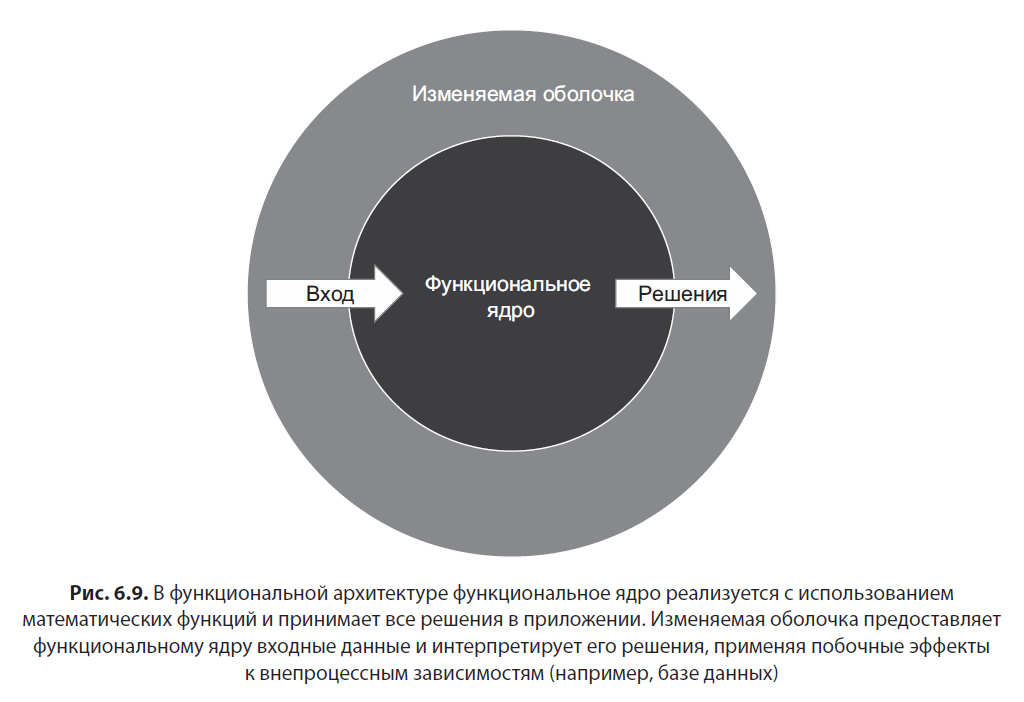 Изменяемая оболочка
Вход
Функциональное
ядро
Решения
Рис. 6.9. В функциональной архитектуре функциональное ядро реализуется с использованием
математических функций и принимает все решения в приложении. Изменяемая оболочка предоставляет
функциональному ядру входные данные и интерпретирует его решения, применяя побочные эффекты
к внепроцессным зависимостям (например, базе данных)